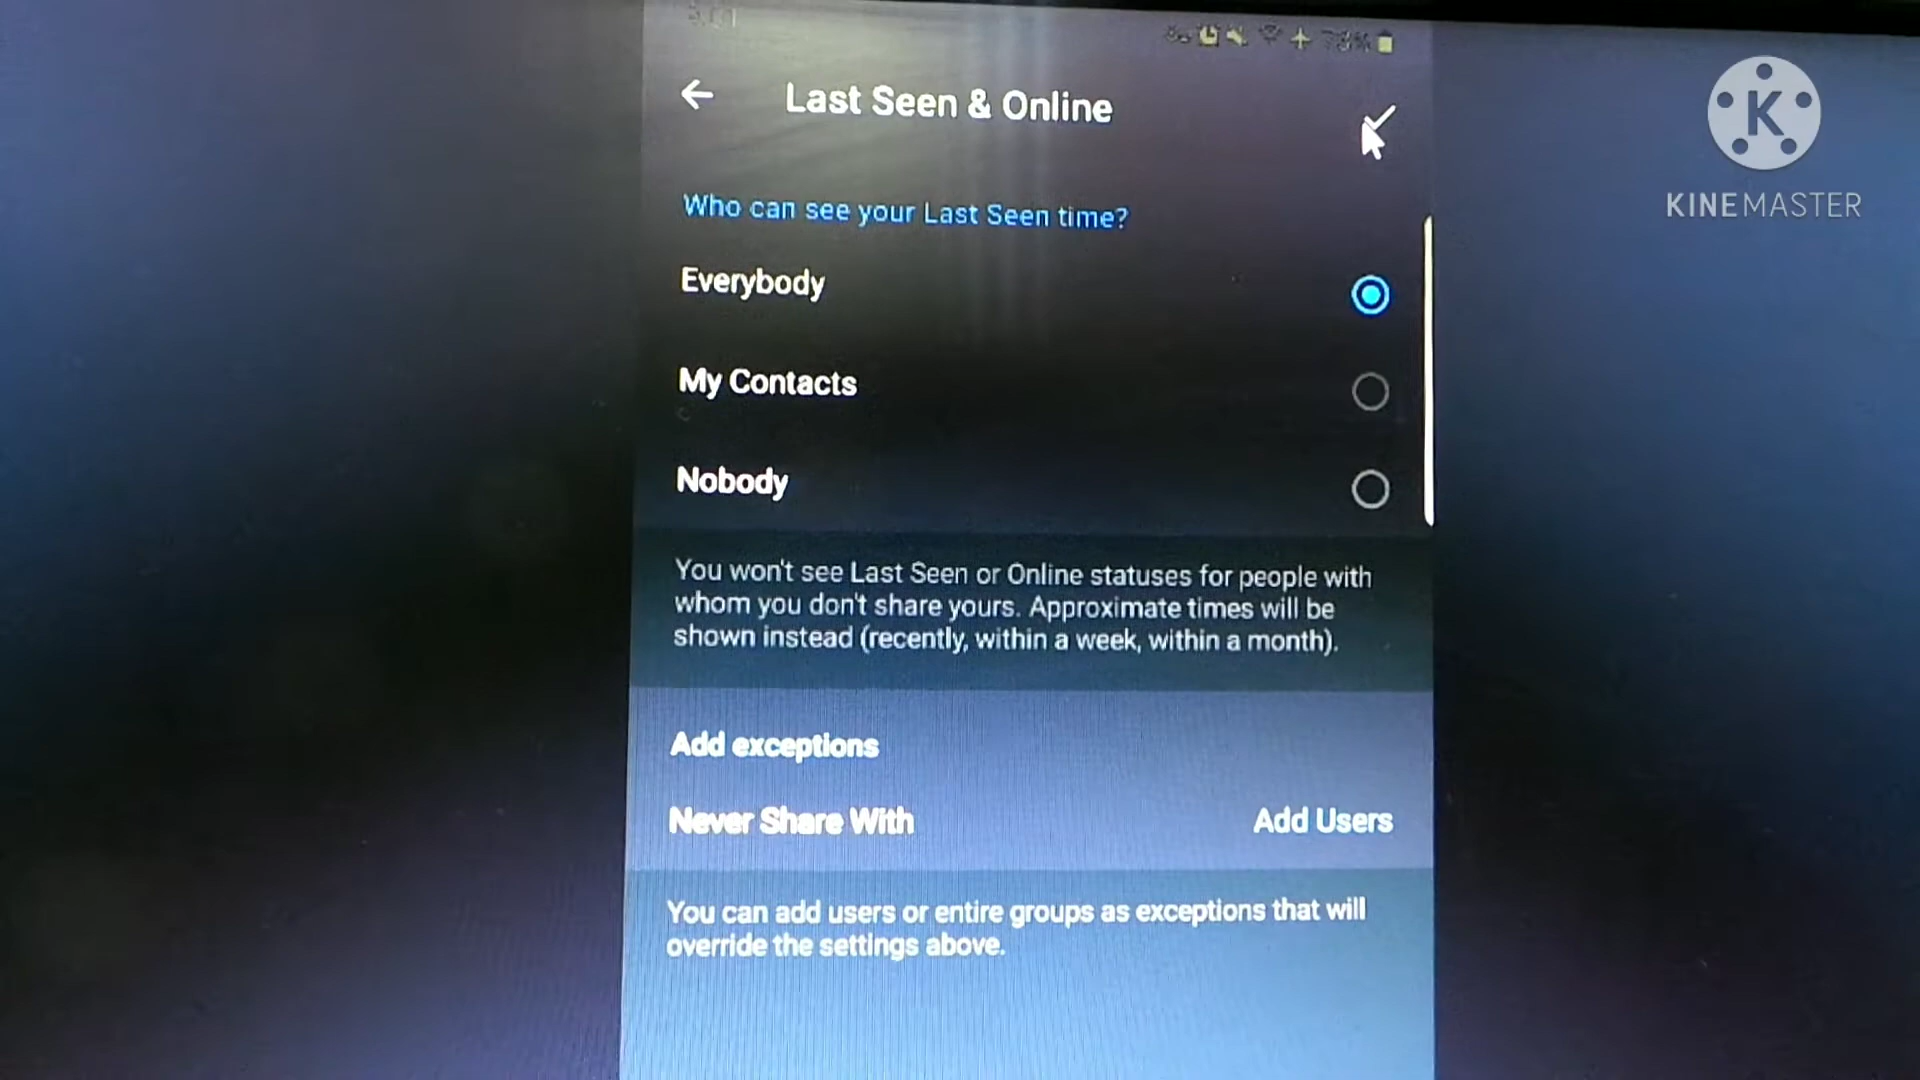 Last Seen & Online
K
KINEMASTER
Who can see your Last Seen time?
Everybody
My Contacts
Nobody
You won't see Last Seen or Online statuses for people with
whom you don't share yours. Approximate times will be
shown instead (recently, within a week, within a month).
Add exceptions
Never Share With
Add Users
You can add users or entire groups as exceptions that will
override the settings above.